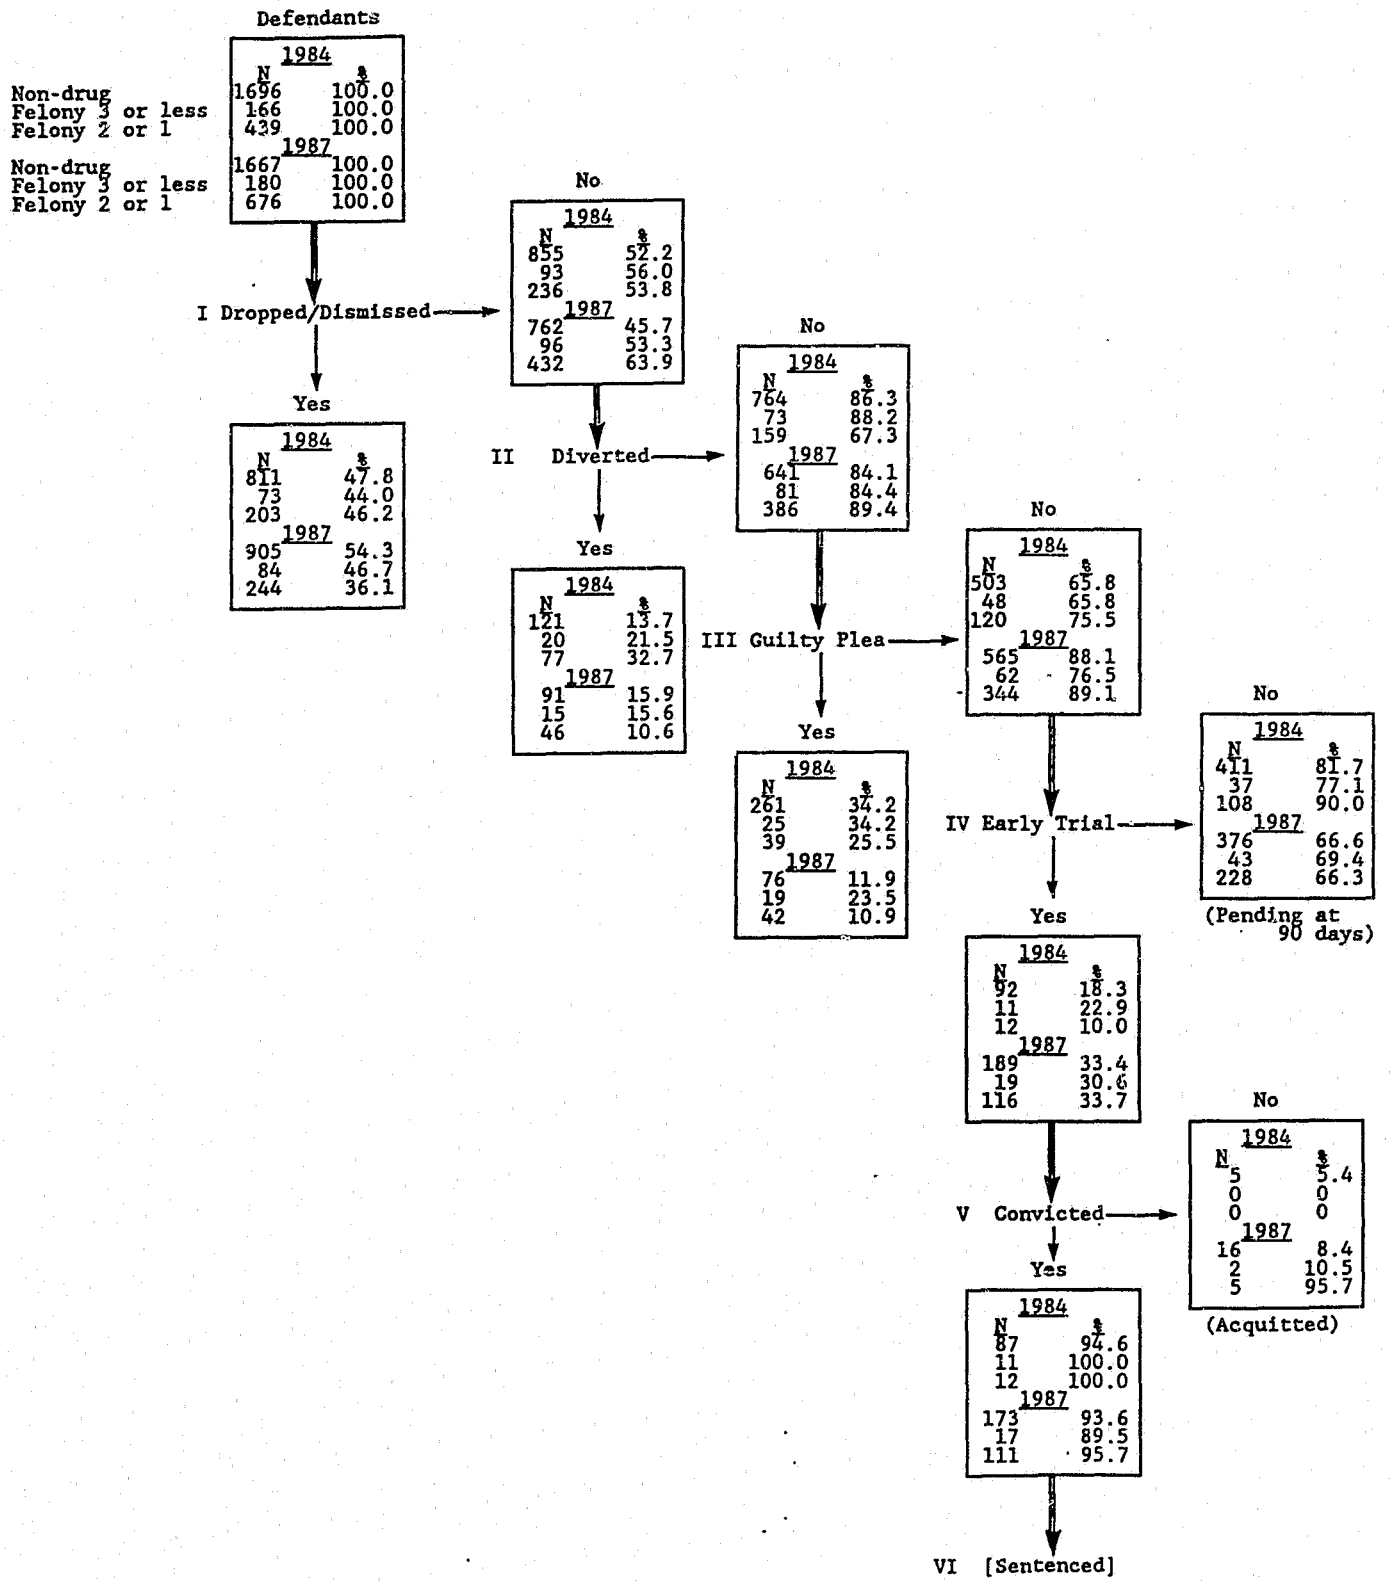 Defendants
1984
N %
Non-drug 1696 100.0
Felony 3 or less 166 100.0
Felony 2 or 1 439 100.0
1987
Non-drug 1667 100.0
Felony 3 or less 180 100.0
Felony 2 or 1 676 100.0
I Dropped/Dismissed
No
1984
N %
855 52.2
93 56.0
236 53.8
1987
762 45.7
96 53.3
432 63.9
Yes
1984
N %
811 47.8
73 44.0
203 46.2
1987
905 54.3
84 46.7
244 36.1
II Diverted
No
1984
N %
764 86.3
73 88.2
159 67.3
1987
641 84.1
81 84.4
386 89.4
Yes
1984
N %
121 13.7
20 21.5
77 32.7
1987
91 15.9
15 15.6
46 10.6
III Guilty Plea
No
1984
N %
503 65.8
48 65.8
120 75.5
1987
565 88.1
62 76.5
344 89.1
Yes
1984
N %
261 34.2
25 34.2
39 25.5
1987
76 11.9
19 23.5
42 10.9
IV Early Trial
No
1984
N %
411 81.7
37 77.1
108 90.0
1987
376 66.6
43 69.4
228 66.3
(Pending at
90 days)
Yes
1984
N %
92 18.3
11 22.9
12 10.0
1987
189 33.4
19 30.6
116 33.7
V Convicted
No
1984
N %
5 5.4
0 0
0 0
1987
16 8.4
2 10.5
5 95.7
(Acquitted)
Yes
1984
N %
87 94.6
11 100.0
12 100.0
1987
173 93.6
17 89.5
111 95.7
VI [Sentenced]